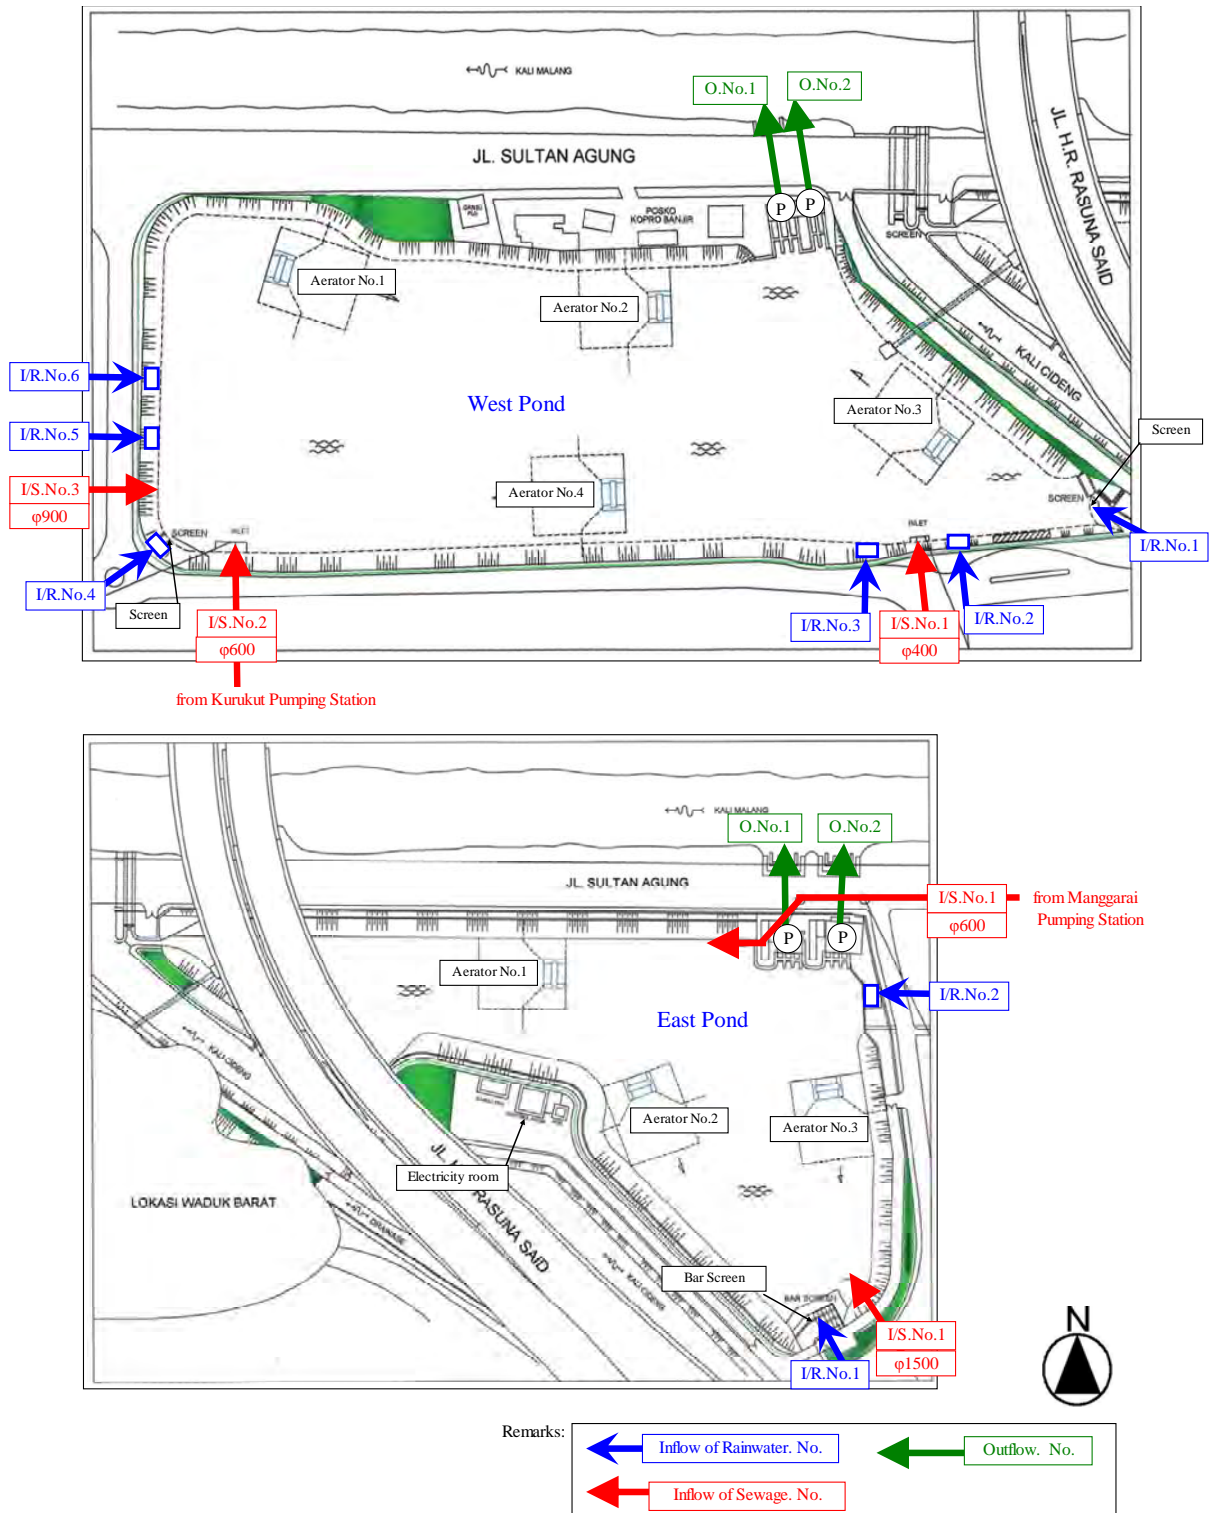 KALI MALANG
O.No.1
O.No.2
JL. SULTAN AGUNG
JL. H.R. RASUNA SAID
POSKO
KOPRO BANJIR
SCREEN
Aerator No.1
Aerator No.2
KALI CIDENG
I/R.No.6
West Pond
Aerator No.3
Screen
I/R.No.5
I/S.No.3
φ900
Aerator No.4
SCREEN
SCREEN
INLET
INLET
I/R.No.1
I/R.No.4
Screen
I/S.No.2
φ600
I/R.No.3
I/S.No.1
φ400
I/R.No.2
P
P
from Kurukut Pumping Station
KALI MALANG
O.No.1
O.No.2
JL. SULTAN AGUNG
I/S.No.1
φ600
from Manggarai
Pumping Station
P
P
Aerator No.1
I/R.No.2
East Pond
KALI CIDENG
Aerator No.2
Aerator No.3
Electricity room
JL. H.R. RASUNA SAID
LOKASI WADUK BARAT
DRAINASE
KALI CIDENG
Bar Screen
BAR SCREEN
I/S.No.1
φ1500
I/R.No.1
N
Remarks:
Inflow of Rainwater. No.
Outflow. No.
Inflow of Sewage. No.